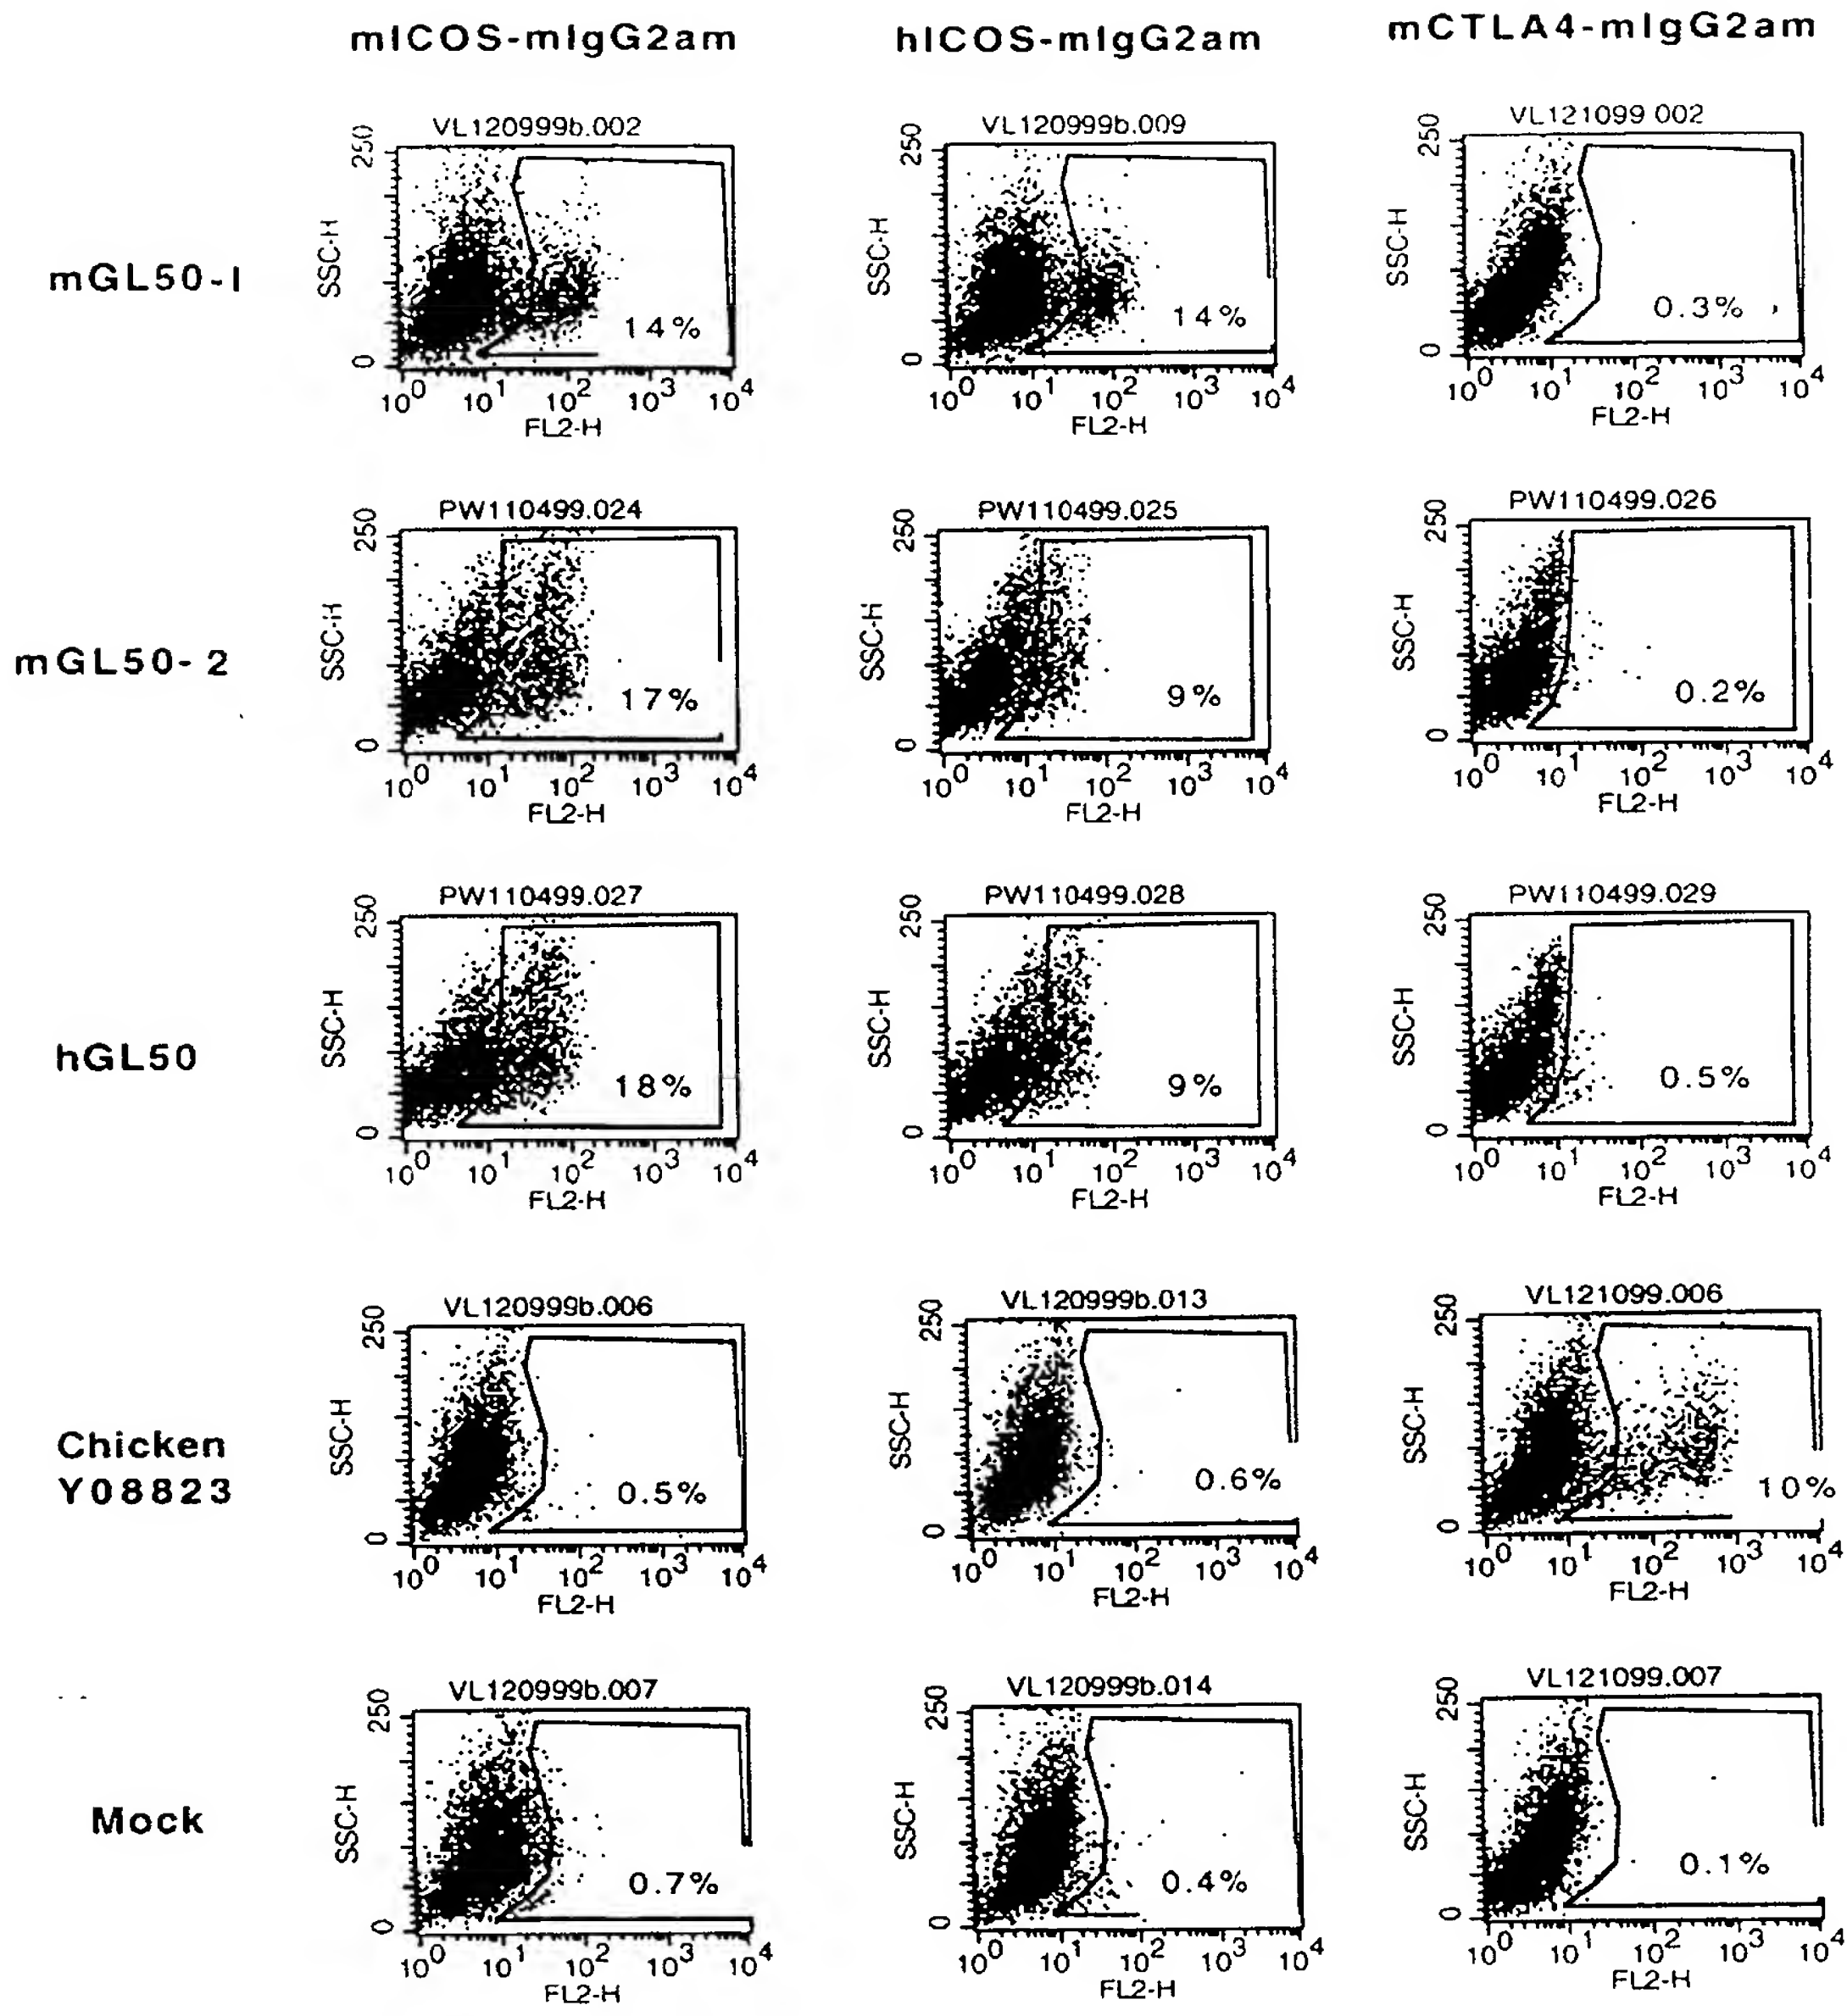 mICOS-mIgG2am hICOS-mIgG2am mCTLA4-mIgG2am
mGL50-1
VL120999b.002
250
SSC-H
0
14%
10^0 10^1 10^2 10^3 10^4
FL2-H
VL120999b.009
250
SSC-H
0
14%
10^0 10^1 10^2 10^3 10^4
FL2-H
VL121099 002
250
SSC-H
0
0.3%
10^0 10^1 10^2 10^3 10^4
FL2-H
mGL50-2
PW110499.024
250
SSC-H
0
17%
10^0 10^1 10^2 10^3 10^4
FL2-H
PW110499.025
250
SSC-H
0
9%
10^0 10^1 10^2 10^3 10^4
FL2-H
PW110499.026
250
SSC-H
0
0.2%
10^0 10^1 10^2 10^3 10^4
FL2-H
hGL50
PW110499.027
250
SSC-H
0
18%
10^0 10^1 10^2 10^3 10^4
FL2-H
PW110499.028
250
SSC-H
0
9%
10^0 10^1 10^2 10^3 10^4
FL2-H
PW110499.029
250
SSC-H
0
0.5%
10^0 10^1 10^2 10^3 10^4
FL2-H
Chicken
Y08823
VL120999b.006
250
SSC-H
0
0.5%
10^0 10^1 10^2 10^3 10^4
FL2-H
VL120999b.013
250
SSC-H
0
0.6%
10^0 10^1 10^2 10^3 10^4
FL2-H
VL121099.006
250
SSC-H
0
10%
10^0 10^1 10^2 10^3 10^4
FL2-H
Mock
VL120999b.007
250
SSC-H
0
0.7%
10^0 10^1 10^2 10^3 10^4
FL2-H
VL120999b.014
250
SSC-H
0
0.4%
10^0 10^1 10^2 10^3 10^4
FL2-H
VL121099.007
250
SSC-H
0
0.1%
10^0 10^1 10^2 10^3 10^4
FL2-H